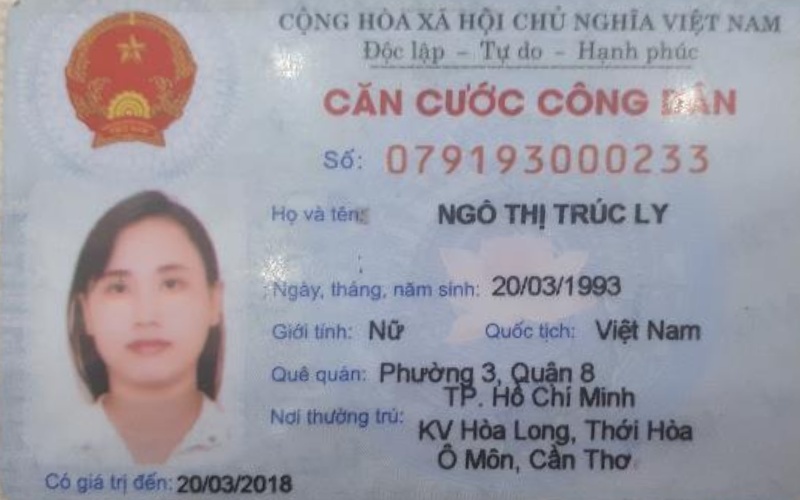 CỘNG HÒA XÃ HỘI CHỦ NGHĨA VIỆT NAM
Độc lập - Tự do - Hạnh phúc
CĂN CƯỚC CÔNG DÂN
Số: 079193000233
Họ và tên: NGÔ THỊ TRÚC LY
Ngày, tháng, năm sinh: 20/03/1993
Giới tính: Nữ Quốc tịch: Việt Nam
Quê quán: Phường 3, Quận 8
TP. Hồ Chí Minh
Nơi thường trú: KV Hòa Long, Thới Hòa
Ô Môn, Cần Thơ
Có giá trị đến: 20/03/2018